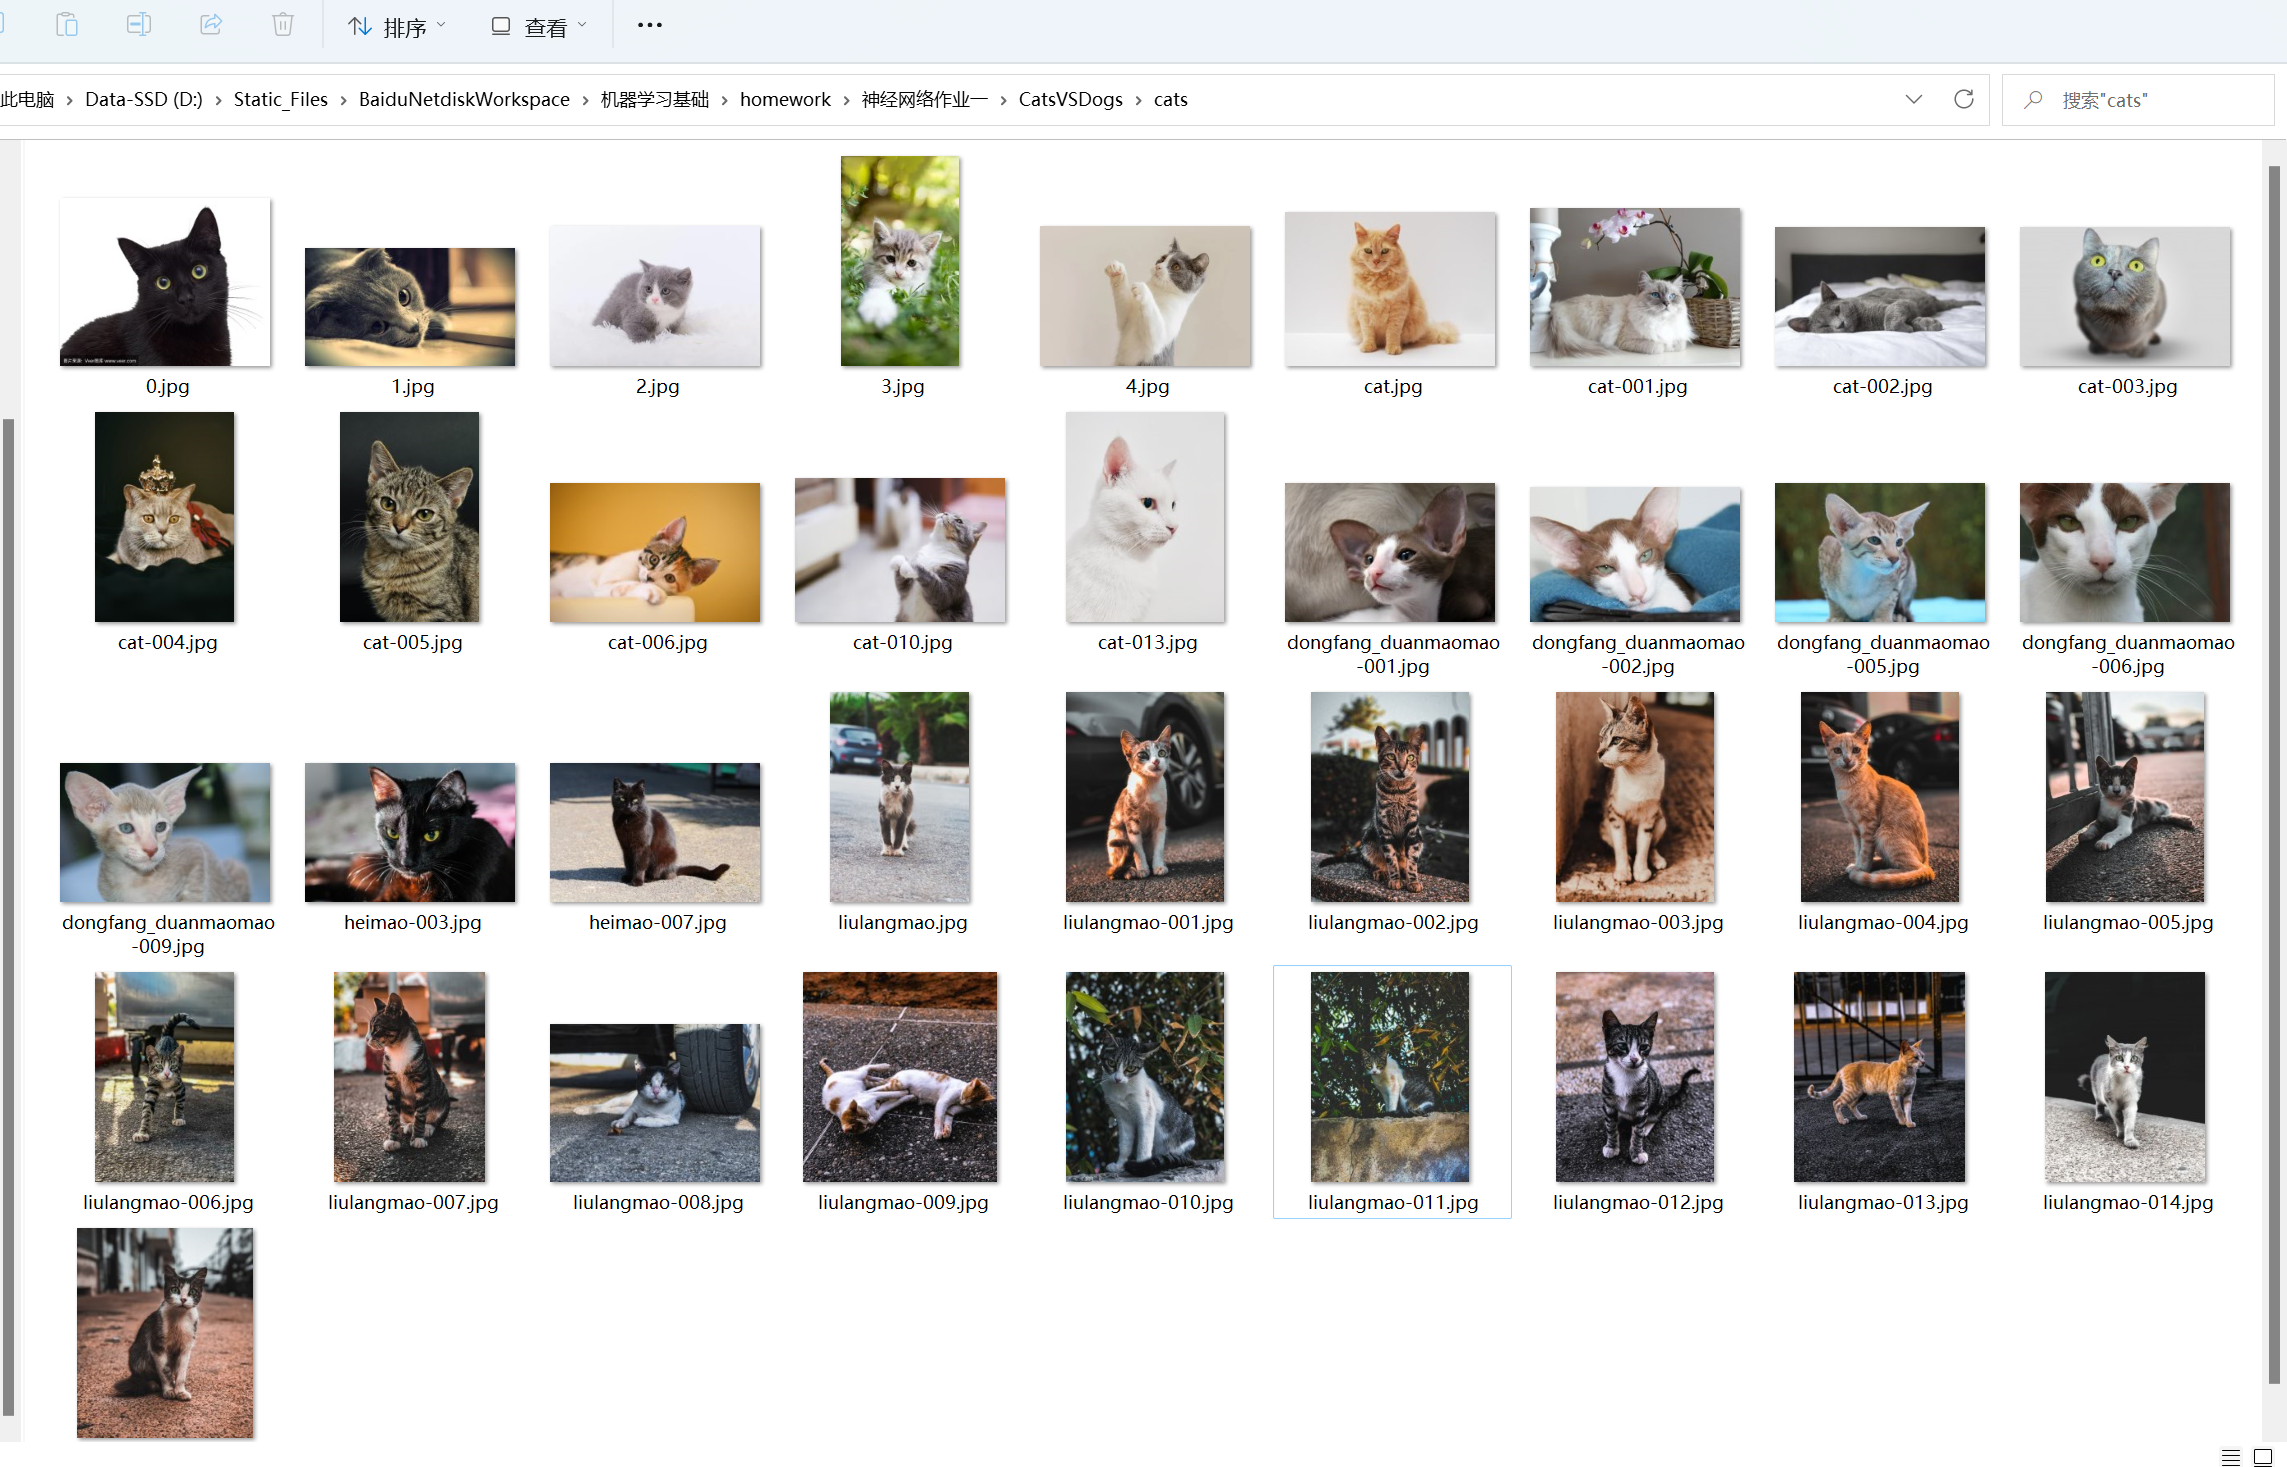 排序
查看
此电脑 > Data-SSD (D:) > Static_Files > BaiduNetdiskWorkspace > 机器学习基础 > homework > 神经网络作业一 > CatsVSDogs > cats
搜索"cats"
0.jpg
1.jpg
2.jpg
3.jpg
4.jpg
cat.jpg
cat-001.jpg
cat-002.jpg
cat-003.jpg
cat-004.jpg
cat-005.jpg
cat-006.jpg
cat-010.jpg
cat-013.jpg
dongfang_duanmaomao
-001.jpg
dongfang_duanmaomao
-002.jpg
dongfang_duanmaomao
-005.jpg
dongfang_duanmaomao
-006.jpg
dongfang_duanmaomao
-009.jpg
heimao-003.jpg
heimao-007.jpg
liulangmao.jpg
liulangmao-001.jpg
liulangmao-002.jpg
liulangmao-003.jpg
liulangmao-004.jpg
liulangmao-005.jpg
liulangmao-006.jpg
liulangmao-007.jpg
liulangmao-008.jpg
liulangmao-009.jpg
liulangmao-010.jpg
liulangmao-011.jpg
liulangmao-012.jpg
liulangmao-013.jpg
liulangmao-014.jpg